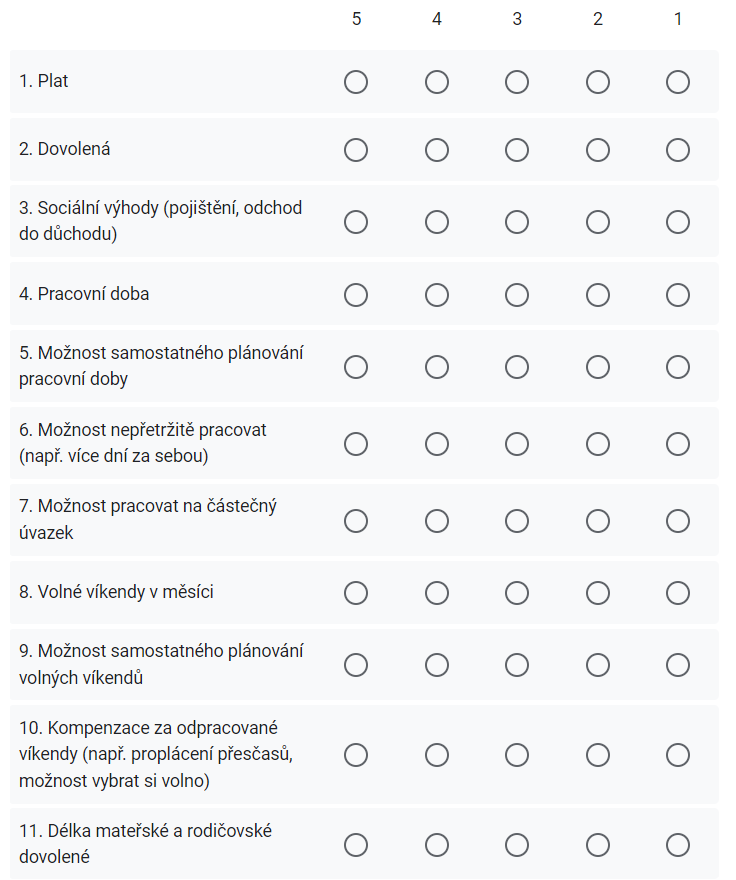 5 4 3 2 1
1. Plat
2. Dovolená
3. Sociální výhody (pojištění, odchod
do důchodu)
4. Pracovní doba
5. Možnost samostatného plánování
pracovní doby
6. Možnost nepřetržitě pracovat
(např. více dní za sebou)
7. Možnost pracovat na částečný
úvazek
8. Volné víkendy v měsíci
9. Možnost samostatného plánování
volných víkendů
10. Kompenzace za odpracované
víkendy (např. proplácení přesčasů,
možnost vybrat si volno)
11. Délka mateřské a rodičovské
dovolené